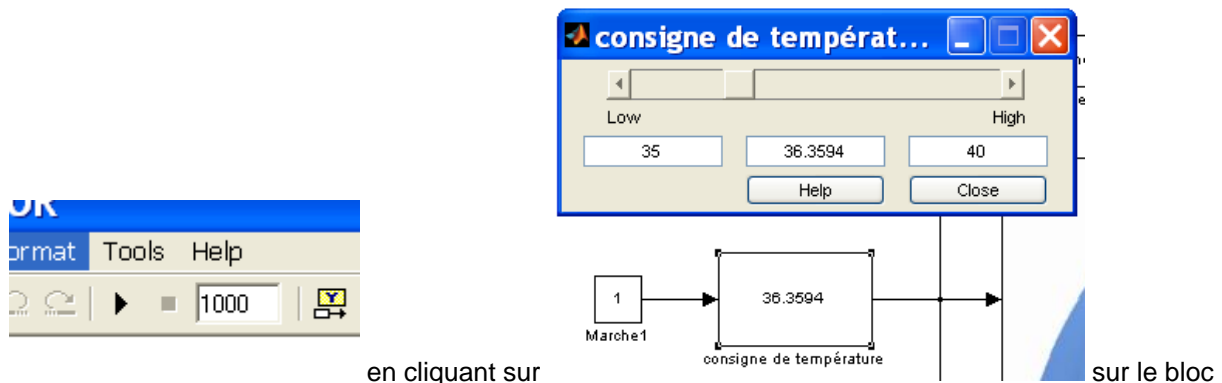 consigne de températ...
Low
High
35
36.3594
40
Help
Close
ormat Tools Help
1000
Y
1
36.3594
Marche1
consigne de température
en cliquant sur
sur le bloc